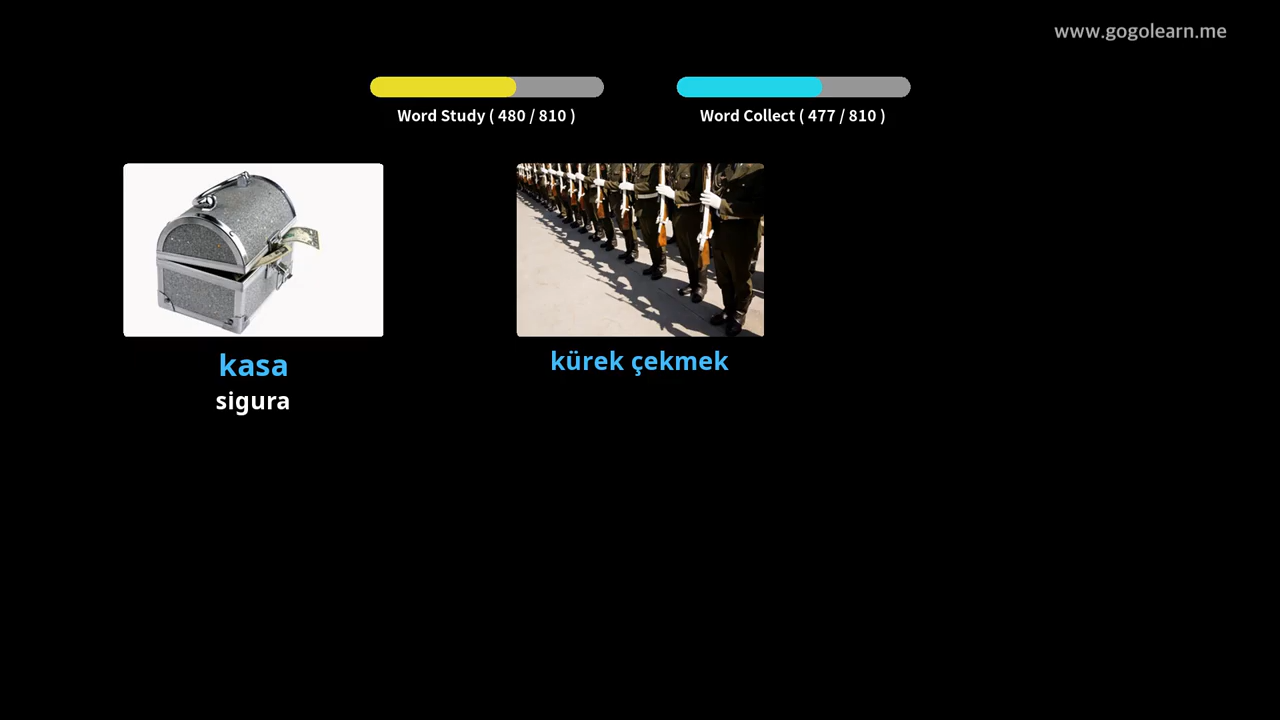 www.gogolearn.me
Word Study ( 480 / 810 )
Word Collect ( 477 / 810 )
kasa
sigura
kürek çekmek